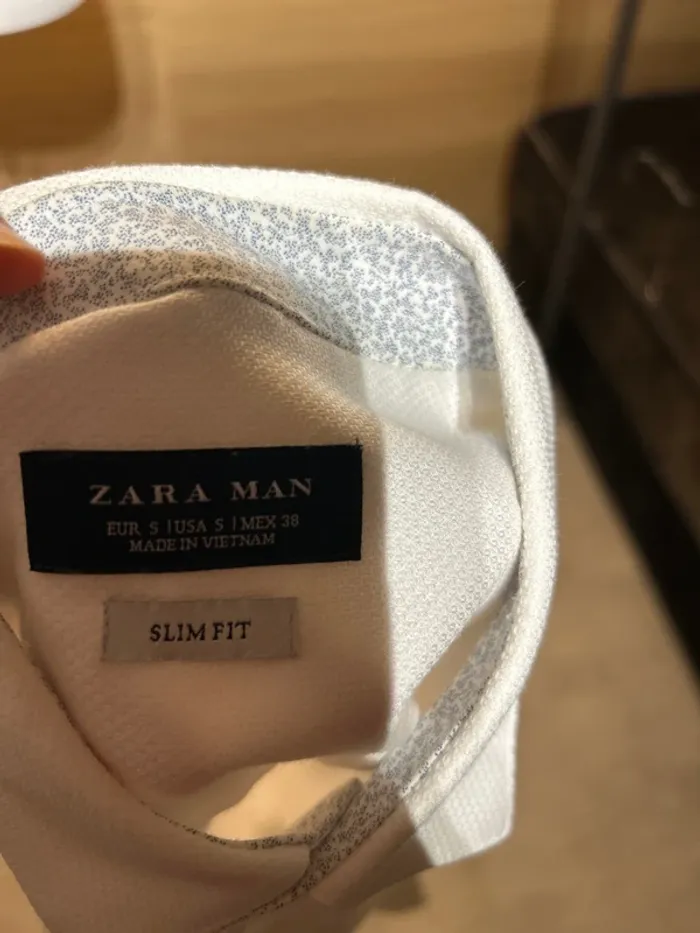 ZARA MAN
EUR S | USA S | MEX 38
MADE IN VIETNAM
SLIM FIT